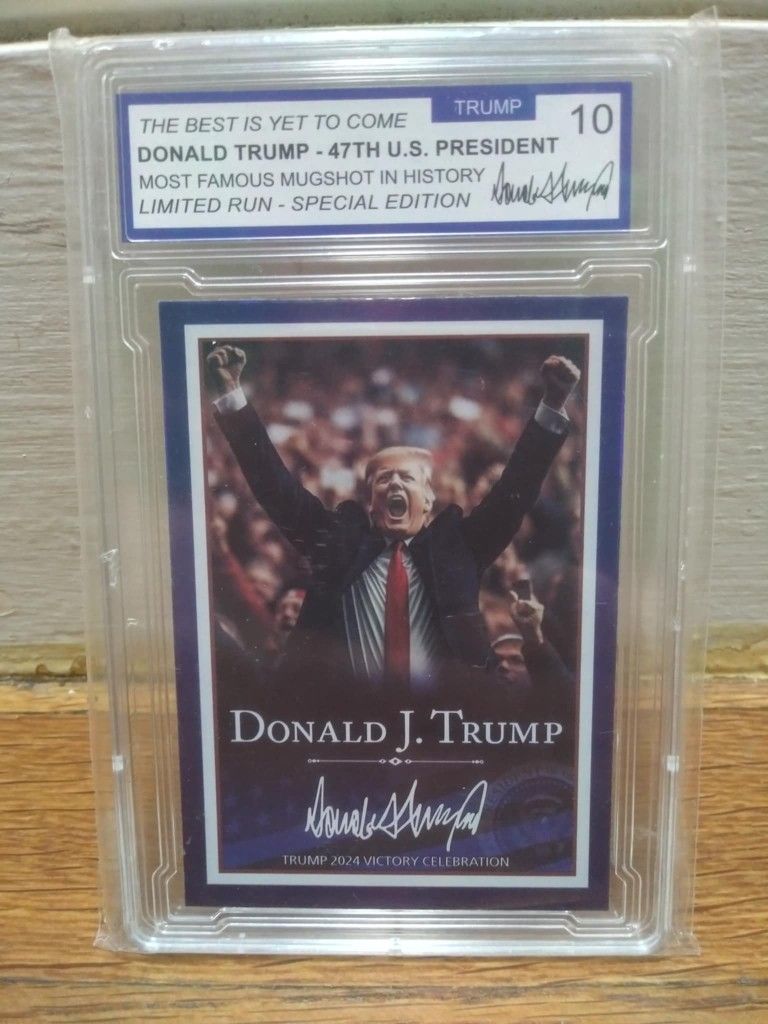 TRUMP
10
THE BEST IS YET TO COME
DONALD TRUMP - 47TH U.S. PRESIDENT
MOST FAMOUS MUGSHOT IN HISTORY
LIMITED RUN - SPECIAL EDITION
DONALD J. TRUMP
TRUMP 2024 VICTORY CELEBRATION